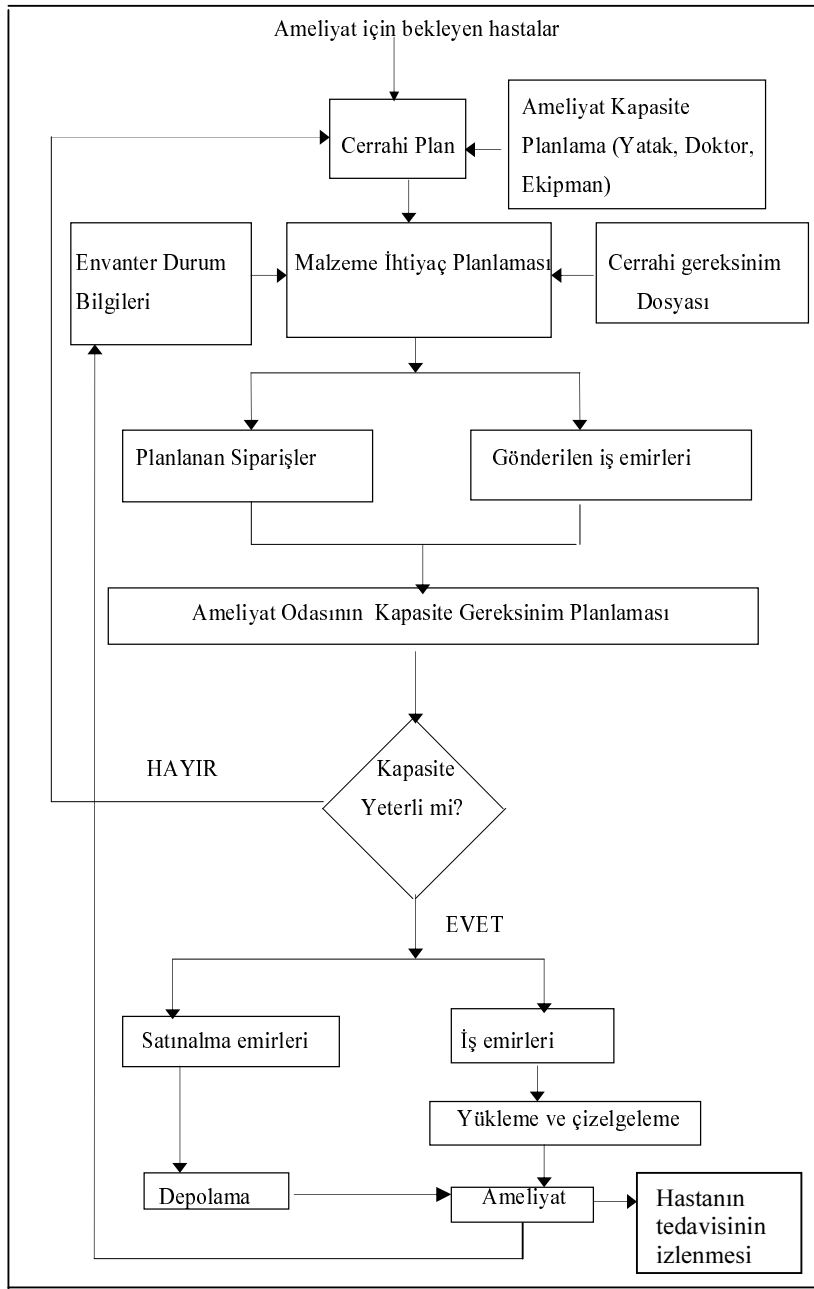 Ameliyat için bekleyen hastalar
Ameliyat Kapasite
Planlama (Yatak, Doktor,
Ekipman)
Cerrahi Plan
Envanter Durum
Bilgileri
Malzeme İhtiyaç Planlaması
Cerrahi gereksinim
Dosyası
Planlanan Siparişler
Gönderilen iş emirleri
Ameliyat Odasının Kapasite Gereksinim Planlaması
HAYIR
Kapasite
Yeterli mi?
EVET
Satınalma emirleri
İş emirleri
Yükleme ve çizelgeleme
Depolama
Ameliyat
Hastanın
tedavisinin
izlenmesi